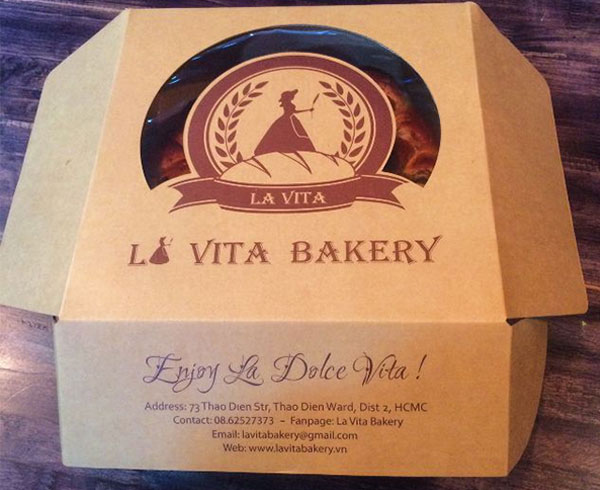 LA VITA
LA VITA BAKERY
Enjoy La Dolce Vita !
Address: 73 Thao Dien Str, Thao Dien Ward, Dist 2, HCMC
Contact: 08.62527373 – Fanpage: La Vita Bakery
Email: lavitabakery@gmail.com
Web: www.lavitabakery.vn